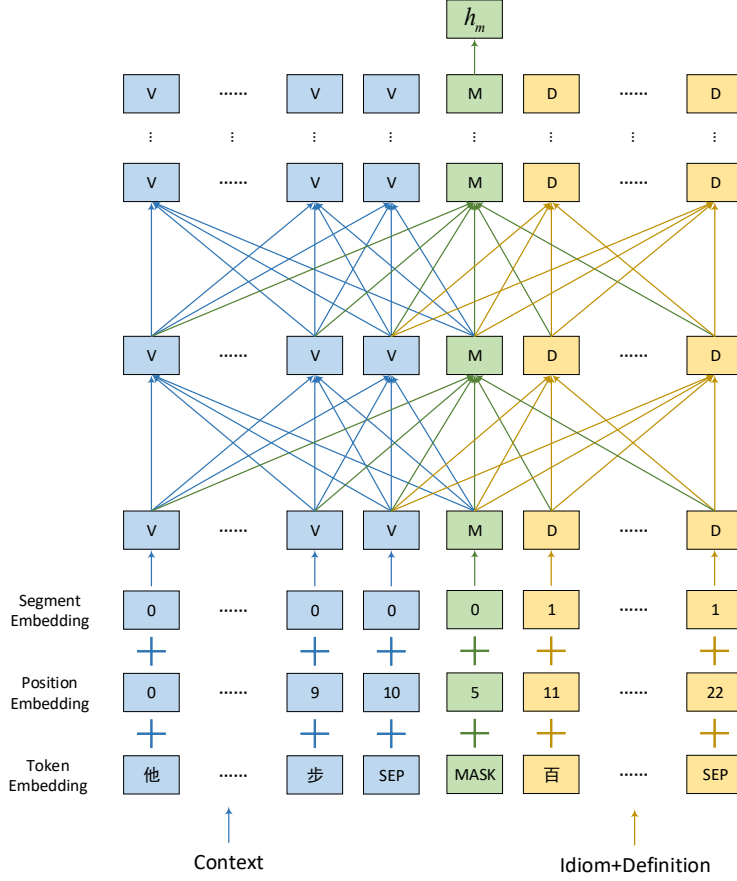 hm
V ...... V V M D ...... D
⋮ ⋮ ⋮ ⋮ ⋮ ⋮ ⋮ ⋮
V ...... V V M D ...... D
V ...... V V M D ...... D
V ...... V V M D ...... D
Segment
Embedding
0 ...... 0 0 0 1 ...... 1
+ + + + + +
Position
Embedding
0 ...... 9 10 5 11 ...... 22
+ + + + + +
Token
Embedding
他 ...... 步 SEP MASK 百 ...... SEP
Context
Idiom+Definition